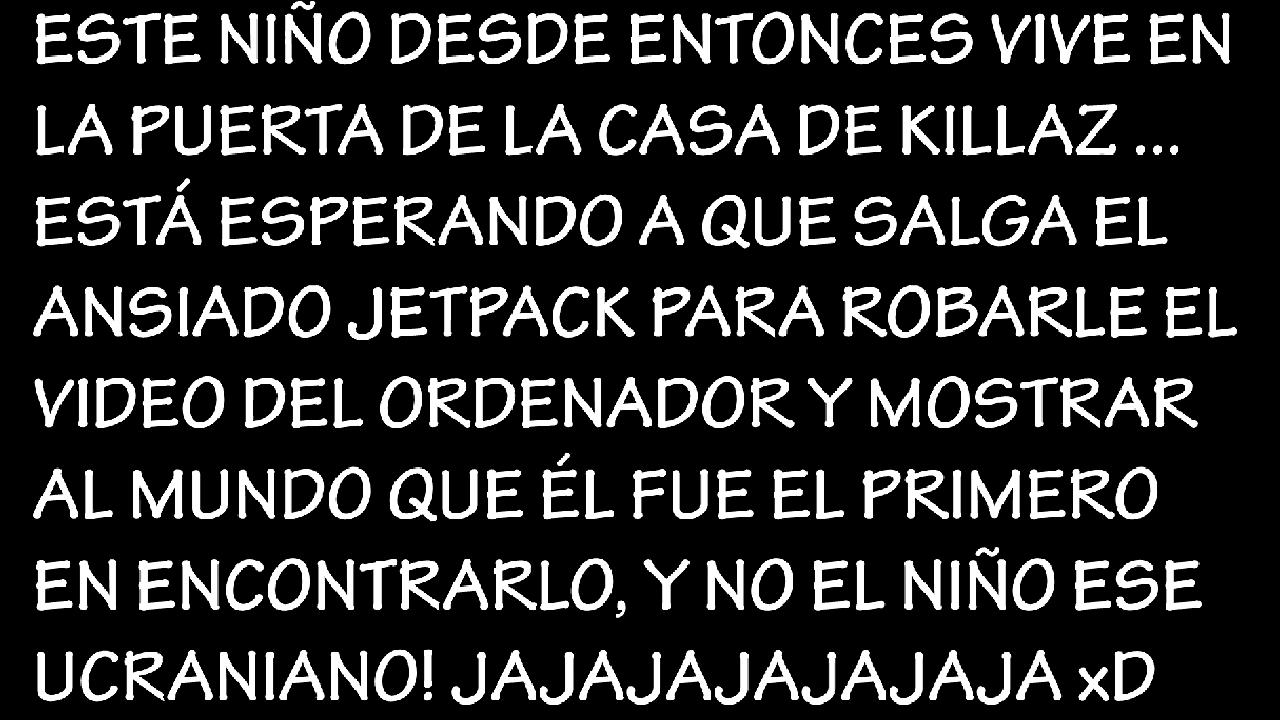 ESTE NIÑO DESDE ENTONCES VIVE EN
LA PUERTA DE LA CASA DE KILLAZ ...
ESTÁ ESPERANDO A QUE SALGA EL
ANSIADO JETPACK PARA ROBARLE EL
VIDEO DEL ORDENADOR Y MOSTRAR
AL MUNDO QUE ÉL FUE EL PRIMERO
EN ENCONTRARLO, Y NO EL NIÑO ESE
UCRANIANO! JAJAJAJAJAJAJA xD